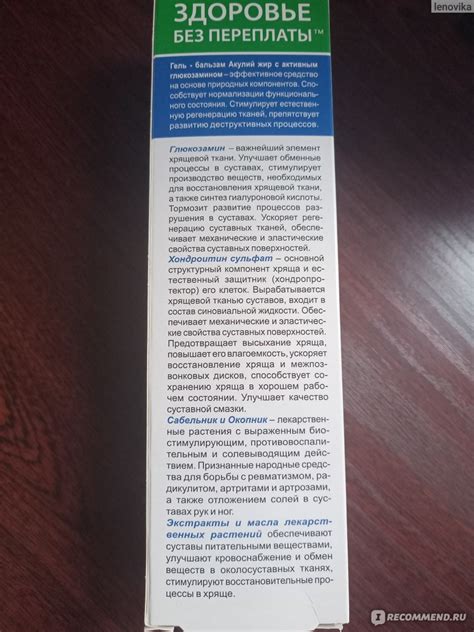 lenovika
ЗДОРОВЬЕ
БЕЗ ПЕРЕПЛАТЫ™
Гель - бальзам Акулий жир с активным
глюкозамином – эффективное средство
на основе природных компонентов. Спо-
собствует нормализации функциональ-
ного состояния. Стимулирует естествен-
ную регенерацию тканей, препятствует
развитию деструктивных процессов.
Глюкозамин – важнейший элемент
хрящевой ткани. Улучшает обменные
процессы в суставах, стимулирует
производство веществ, необходимых
для восстановления хрящевой ткани,
а также синтез гиалуроновой кислоты.
Тормозит развитие процессов раз-
рушения в суставах. Ускоряет реге-
нерацию суставных тканей, обеспе-
чивает механические и эластические
свойства суставных поверхностей.
Хондроитин сульфат – основной
структурный компонент хряща и ес-
тественный защитник (хондропро-
тектор) его клеток. Вырабатывается
хрящевой тканью суставов, входит в
состав синовиальной жидкости. Обес-
печивает механические и эластичес-
кие свойства суставных поверхностей.
Предотвращает высыхание хряща,
повышает его влагоемкость, ускоряет
восстановление хряща и межпоз-
вонковых дисков, способствует со-
хранению хряща в хорошем рабо-
чем состоянии. Улучшает качество
суставной смазки.
Сабельник и Окопник – лекарствен-
ные растения с выраженным био-
стимулирующим, противовоспали-
тельным и солевыводящим дейст-
вием. Признанные народные средст-
ва для борьбы с ревматизмом, ра-
дикулитом, артритами и артрозами,
а также отложением солей в сус-
тавах рук и ног.
Экстракты и масла лекарст-
венных растений обеспечивают
суставы питательными веществами,
улучшают кровоснабжение и обмен
веществ в околосуставных тканях,
стимулируют восстановительные про-
цессы в хряще.
IRECOMMEND.RU